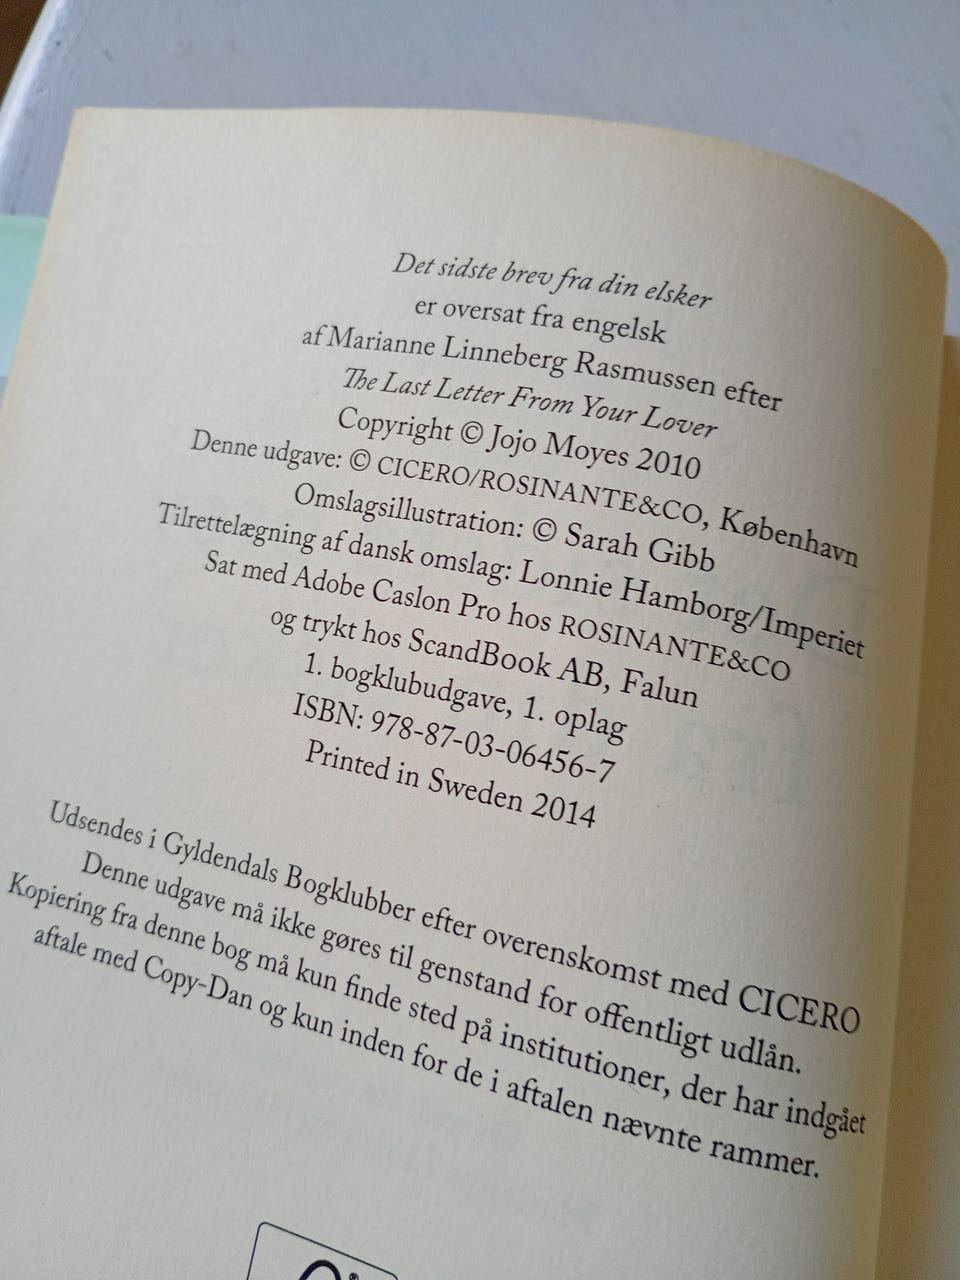 Det sidste brev fra din elsker
er oversat fra engelsk
af Marianne Linneberg Rasmussen efter
The Last Letter From Your Lover
Copyright © Jojo Moyes 2010
Denne udgave: © CICERO/ROSINANTE&CO, København
Omslagsillustration: © Sarah Gibb
Tilrettelægning af dansk omslag: Lonnie Hamborg/Imperiet
Sat med Adobe Caslon Pro hos ROSINANTE&CO
og trykt hos ScandBook AB, Falun
1. bogklubudgave, 1. oplag
ISBN: 978-87-03-06456-7
Printed in Sweden 2014
Udsendes i Gyldendals Bogklubber efter overenskomst med CICERO
Denne udgave må ikke gøres til genstand for offentligt udlån.
Kopiering fra denne bog må kun finde sted på institutioner, der har indgået
aftale med Copy-Dan og kun inden for de i aftalen nævnte rammer.